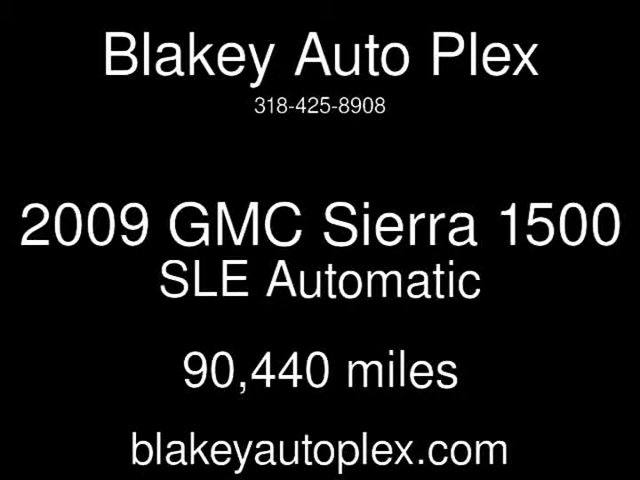 Blakey Auto Plex
318-425-8908
2009 GMC Sierra 1500
SLE Automatic
90,440 miles
blakeyautoplex.com